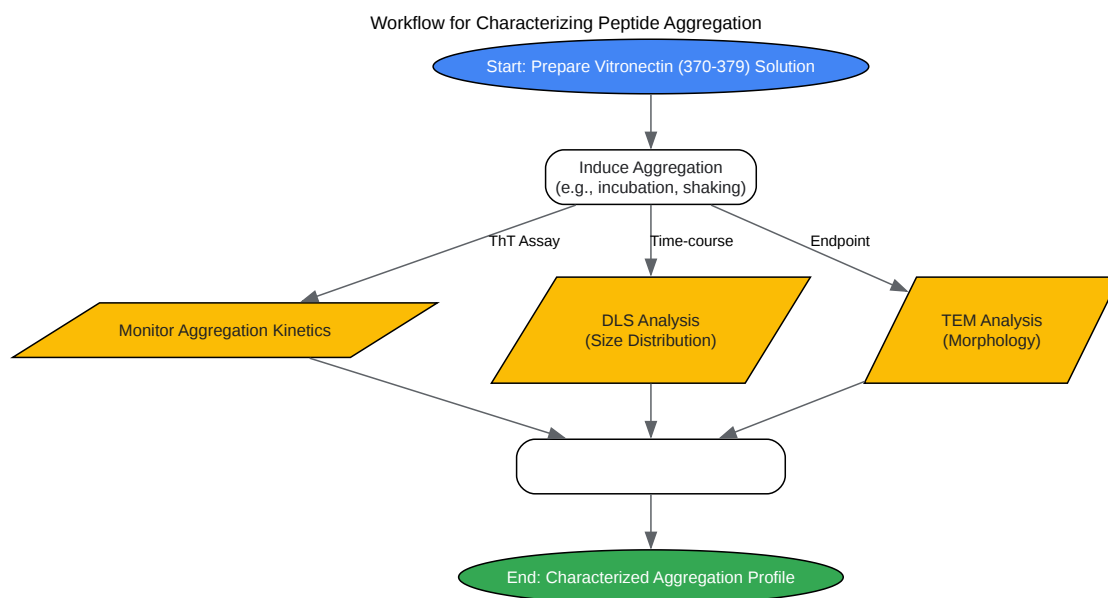 Workflow for Characterizing Peptide Aggregation
Start: Prepare Vitronectin (370-379) Solution
Induce Aggregation
(e.g., incubation, shaking)
ThT Assay
Time-course
Endpoint
Monitor Aggregation Kinetics
DLS Analysis
(Size Distribution)
TEM Analysis
(Morphology)
End: Characterized Aggregation Profile